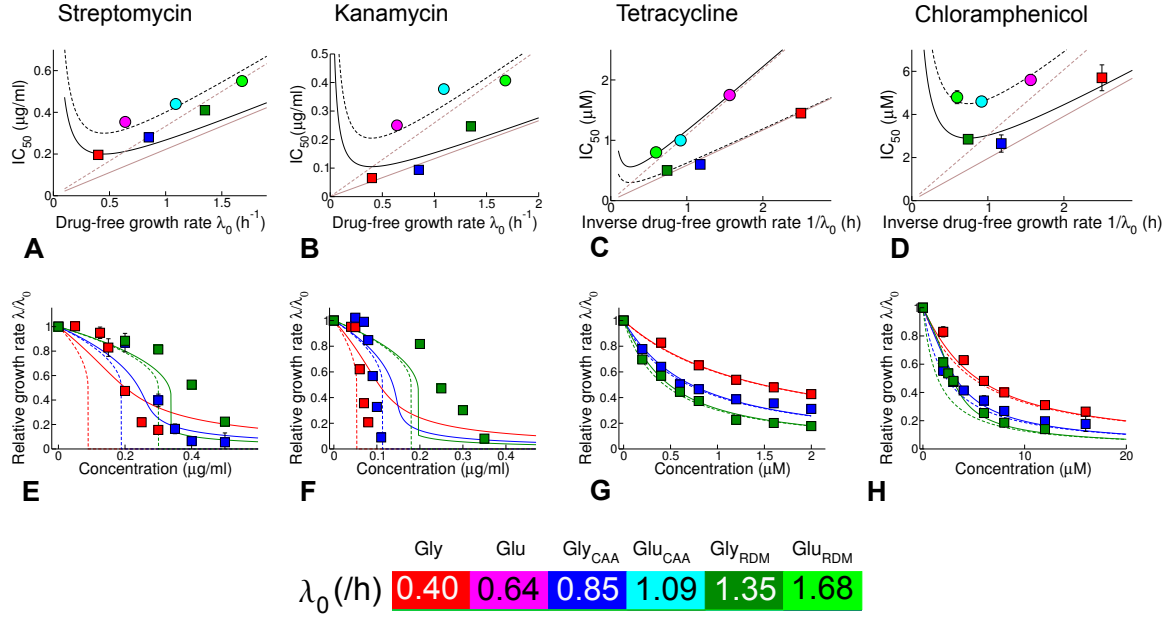 Streptomycin
Kanamycin
Tetracycline
Chloramphenicol
IC50 (µg/ml)
0.6
0.4
0.2
0
0 0.5 1 1.5
Drug-free growth rate λ0 (h-1)
A
IC50 (µg/ml)
0.5
0.4
0.3
0.2
0.1
0
0 0.5 1 1.5 2
Drug-free growth rate λ0 (h-1)
B
IC50 (µM)
2
1
0
0 1 2
Inverse drug-free growth rate 1/λ0 (h)
C
IC50 (µM)
6
4
2
0
0 1 2
Inverse drug-free growth rate 1/λ0 (h)
D
Relative growth rate λ/λ0
1
0.8
0.6
0.4
0.2
0
0 0.2 0.4
Concentration (µg/ml)
E
Relative growth rate λ/λ0
1
0.8
0.6
0.4
0.2
0
0 0.1 0.2 0.3 0.4
Concentration (µg/ml)
F
Relative growth rate λ/λ0
1
0.8
0.6
0.4
0.2
0
0 0.4 0.8 1.2 1.6 2
Concentration (µM)
G
Relative growth rate λ/λ0
1
0.8
0.6
0.4
0.2
0
0 5 10 20
Concentration (µM)
H
Gly Glu GlyCAA GluCAA GlyRDM GluRDM
λ0 (/h) 0.40 0.64 0.85 1.09 1.35 1.68